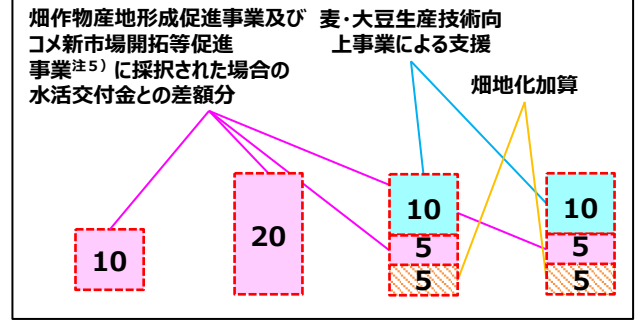 畑作物産地形成促進事業及び
コメ新市場開拓等促進
事業注５）に採択された場合の
水活交付金との差額分
麦・大豆生産技術向
上事業による支援
畑地化加算
10
20
10
5
5
10
5
5